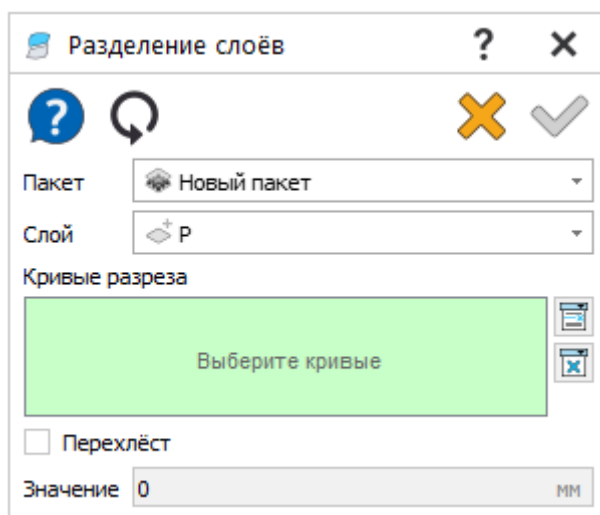 Разделение слоёв ?
?
Пакет Новый пакет
Слой P
Кривые разреза
Выберите кривые
Перехлёст
Значение 0 мм